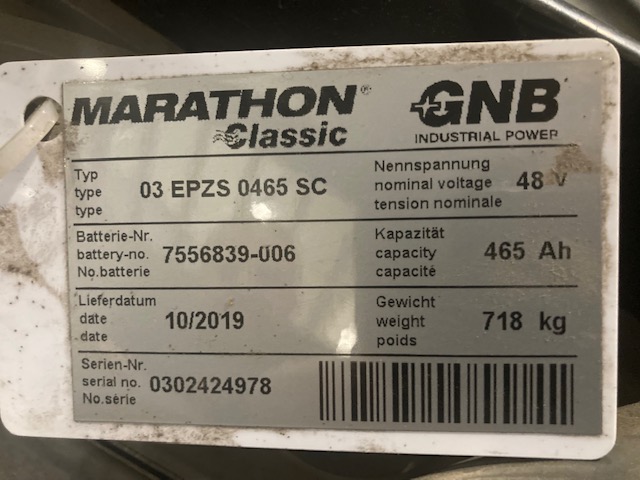 MARATHON®
Classic
GNB
INDUSTRIAL POWER
Typ
type
type
03 EPZS 0465 SC
Nennspannung
nominal voltage
tension nominale
48 V
Batterie-Nr.
battery-no.
No.batterie
7556839-006
Kapazität
capacity
capacité
465 Ah
Lieferdatum
date
date
10/2019
Gewicht
weight
poids
718 kg
Serien-Nr.
serial no.
No.série
0302424978